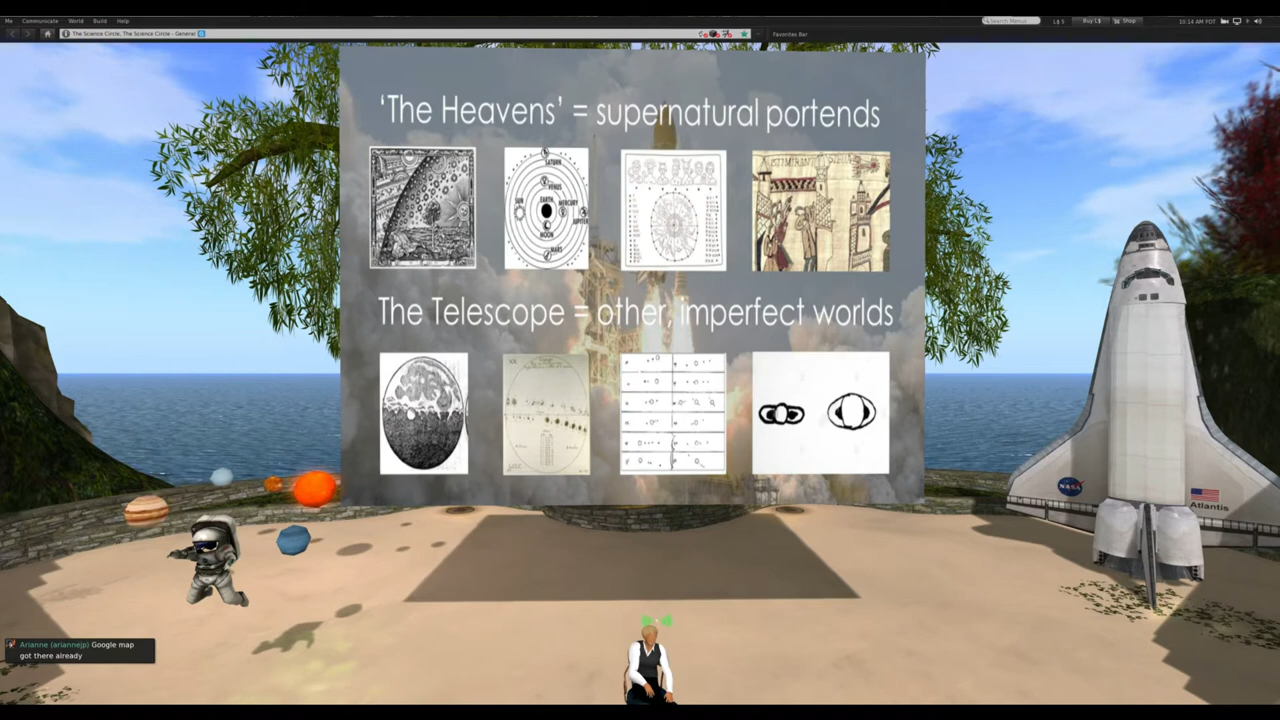 Me Communicate World Build Help
Search Menus
L$ 5
Buy L$
Shop
10:14 AM PDT
The Science Circle, The Science Circle - General
Favorites Bar
‘The Heavens’ = supernatural portends
SATURN
VENUS
SUN
EARTH
MERCURY
JUPITER
MOON
MARS
The Telescope = other, imperfect worlds
NASA
Atlantis
Arianne (ariannejp) Google map
got there already